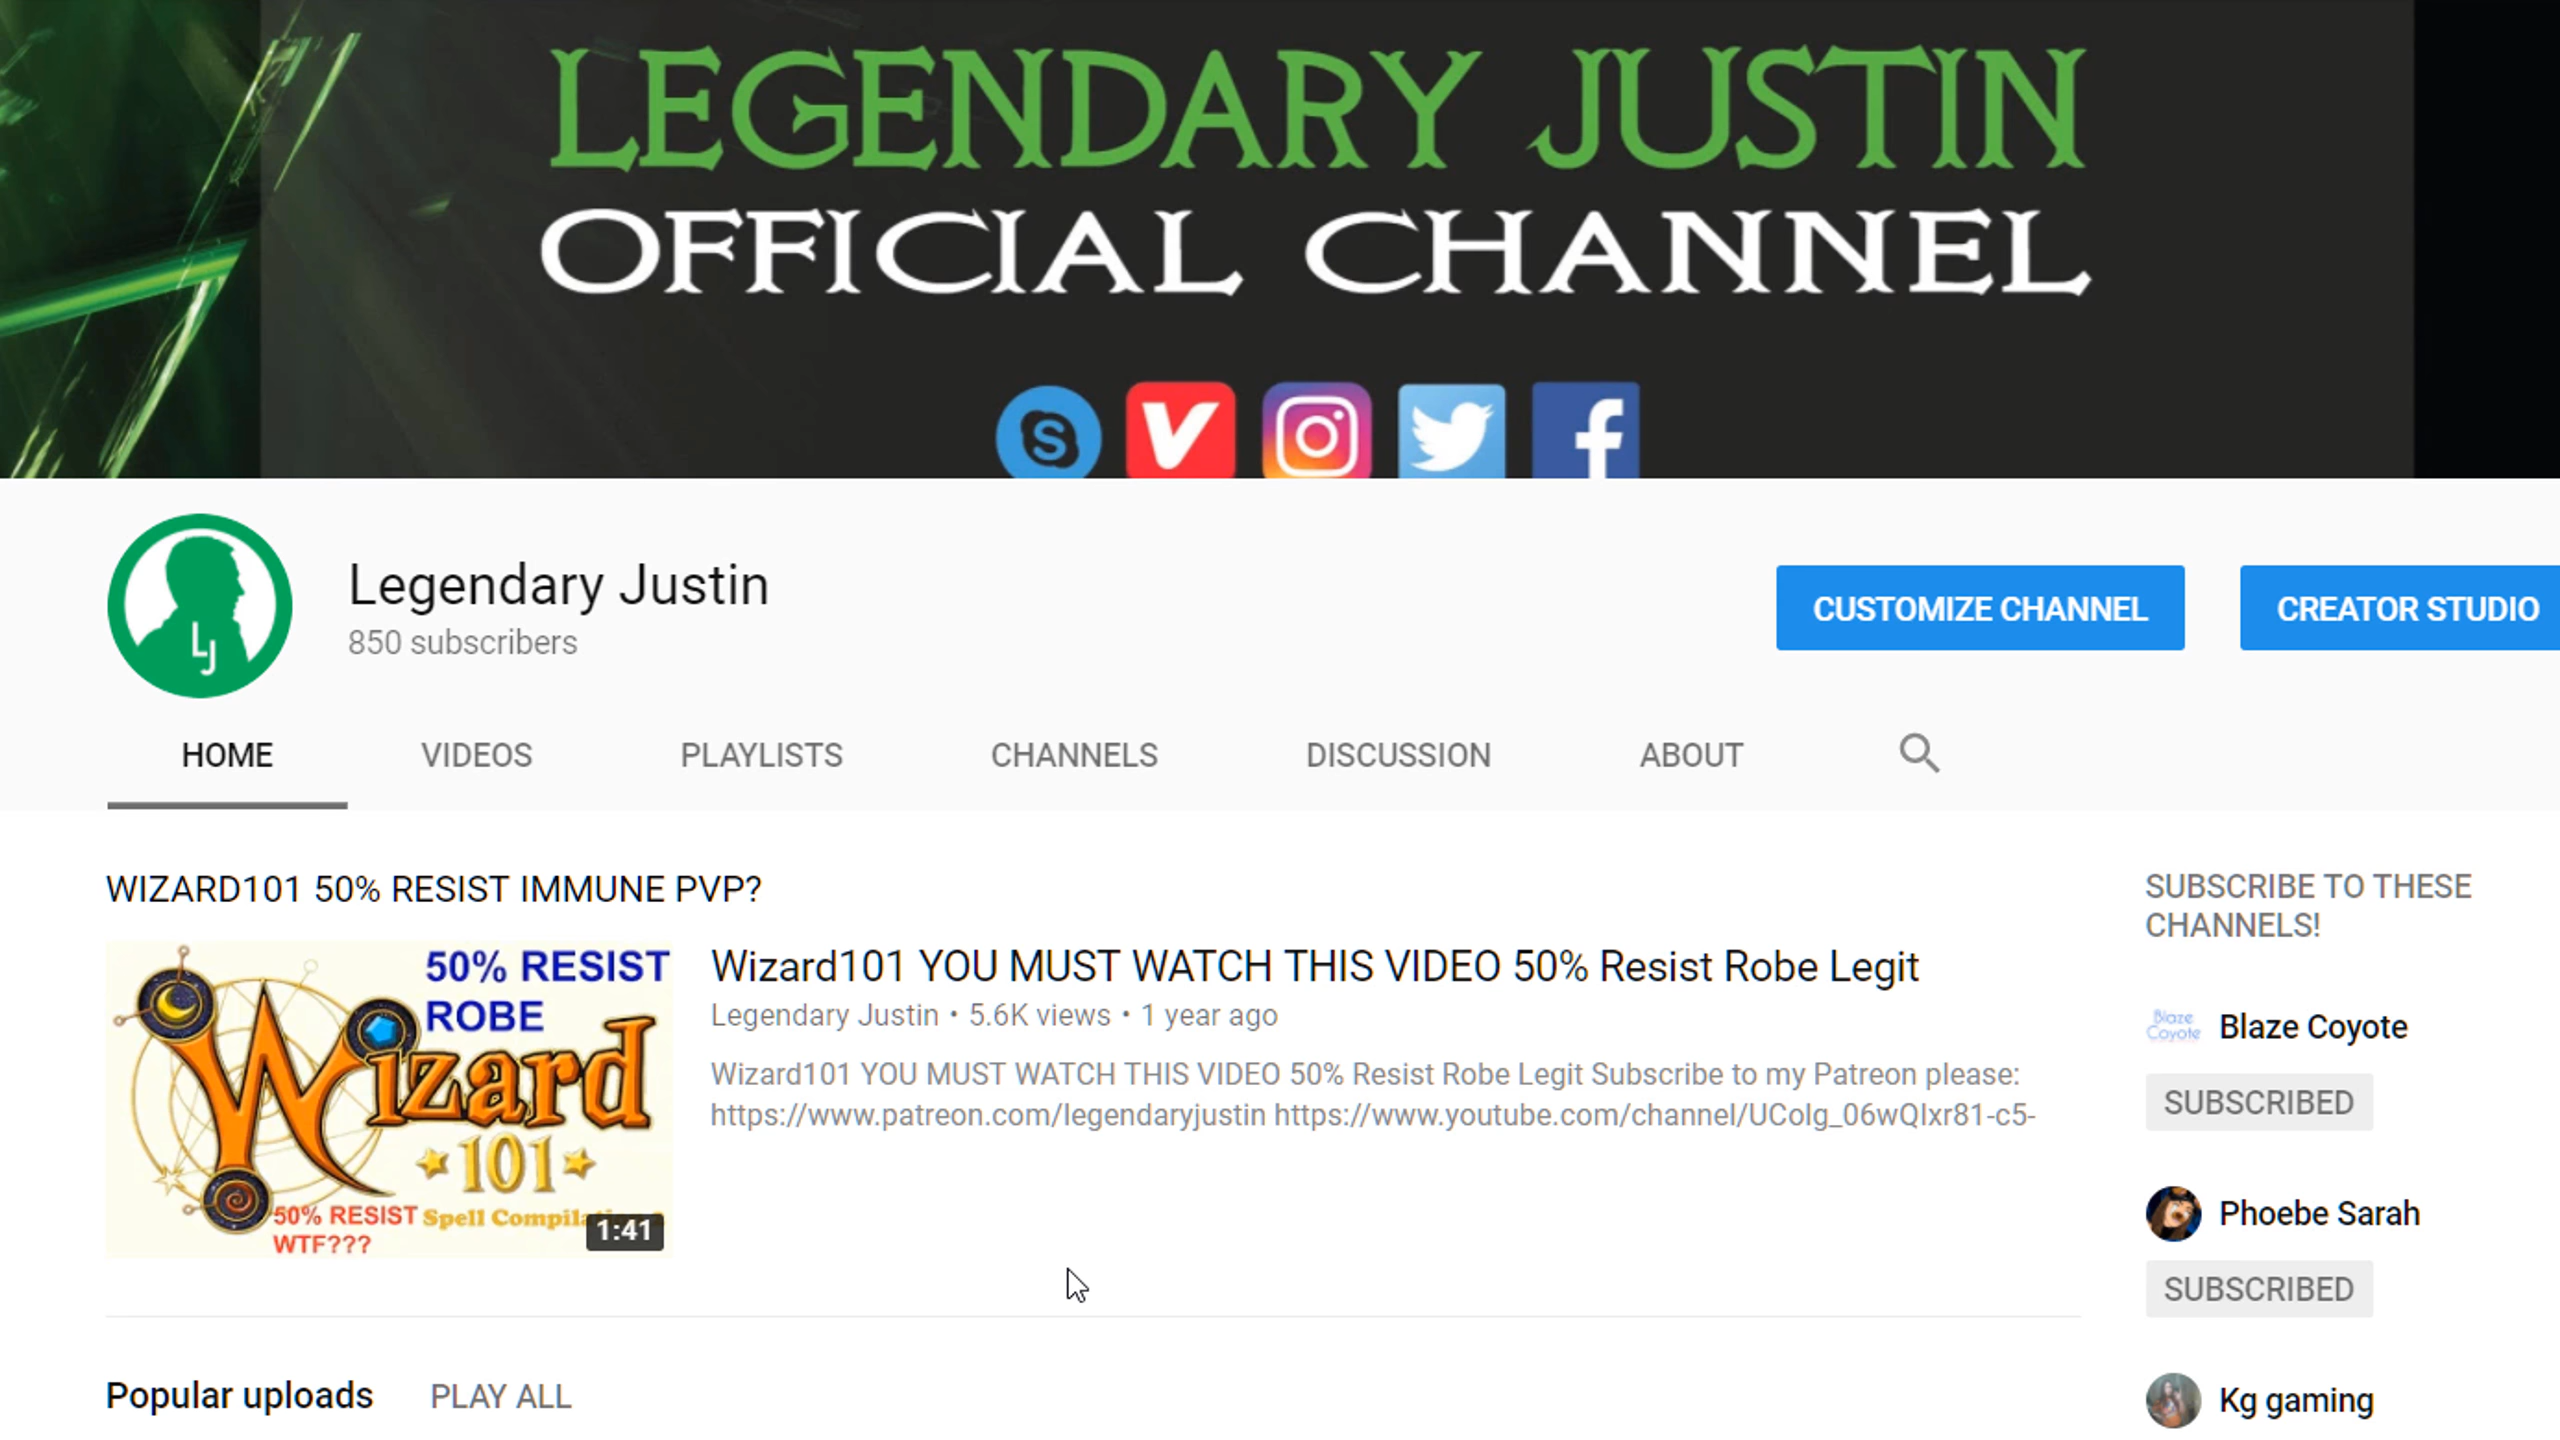 LEGENDARY JUSTIN
OFFICIAL CHANNEL
Legendary Justin
850 subscribers
CUSTOMIZE CHANNEL
CREATOR STUDIO
HOME
VIDEOS
PLAYLISTS
CHANNELS
DISCUSSION
ABOUT
WIZARD101 50% RESIST IMMUNE PVP?
50% RESIST
ROBE
Wizard
101
50% RESIST
WTF???
1:41
Wizard101 YOU MUST WATCH THIS VIDEO 50% Resist Robe Legit
Legendary Justin • 5.6K views • 1 year ago
Wizard101 YOU MUST WATCH THIS VIDEO 50% Resist Robe Legit Subscribe to my Patreon please:
https://www.patreon.com/legendaryjustin https://www.youtube.com/channel/UCoIg_06wQIxr81-c5-
SUBSCRIBE TO THESE
CHANNELS!
Blaze
Coyote
Blaze Coyote
SUBSCRIBED
Phoebe Sarah
SUBSCRIBED
Kg gaming
Popular uploads
PLAY ALL